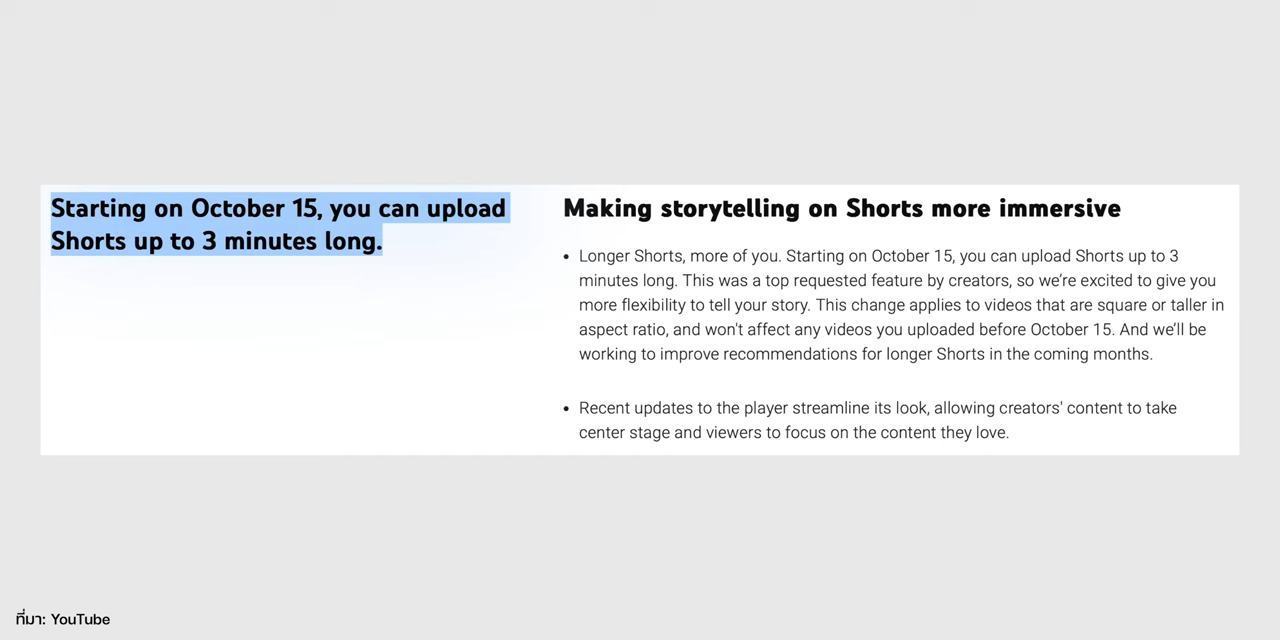 Starting on October 15, you can upload
Shorts up to 3 minutes long.
Making storytelling on Shorts more immersive
• Longer Shorts, more of you. Starting on October 15, you can upload Shorts up to 3
minutes long. This was a top requested feature by creators, so we’re excited to give you
more flexibility to tell your story. This change applies to videos that are square or taller in
aspect ratio, and won't affect any videos you uploaded before October 15. And we’ll be
working to improve recommendations for longer Shorts in the coming months.
• Recent updates to the player streamline its look, allowing creators' content to take
center stage and viewers to focus on the content they love.
ที่มา: YouTube